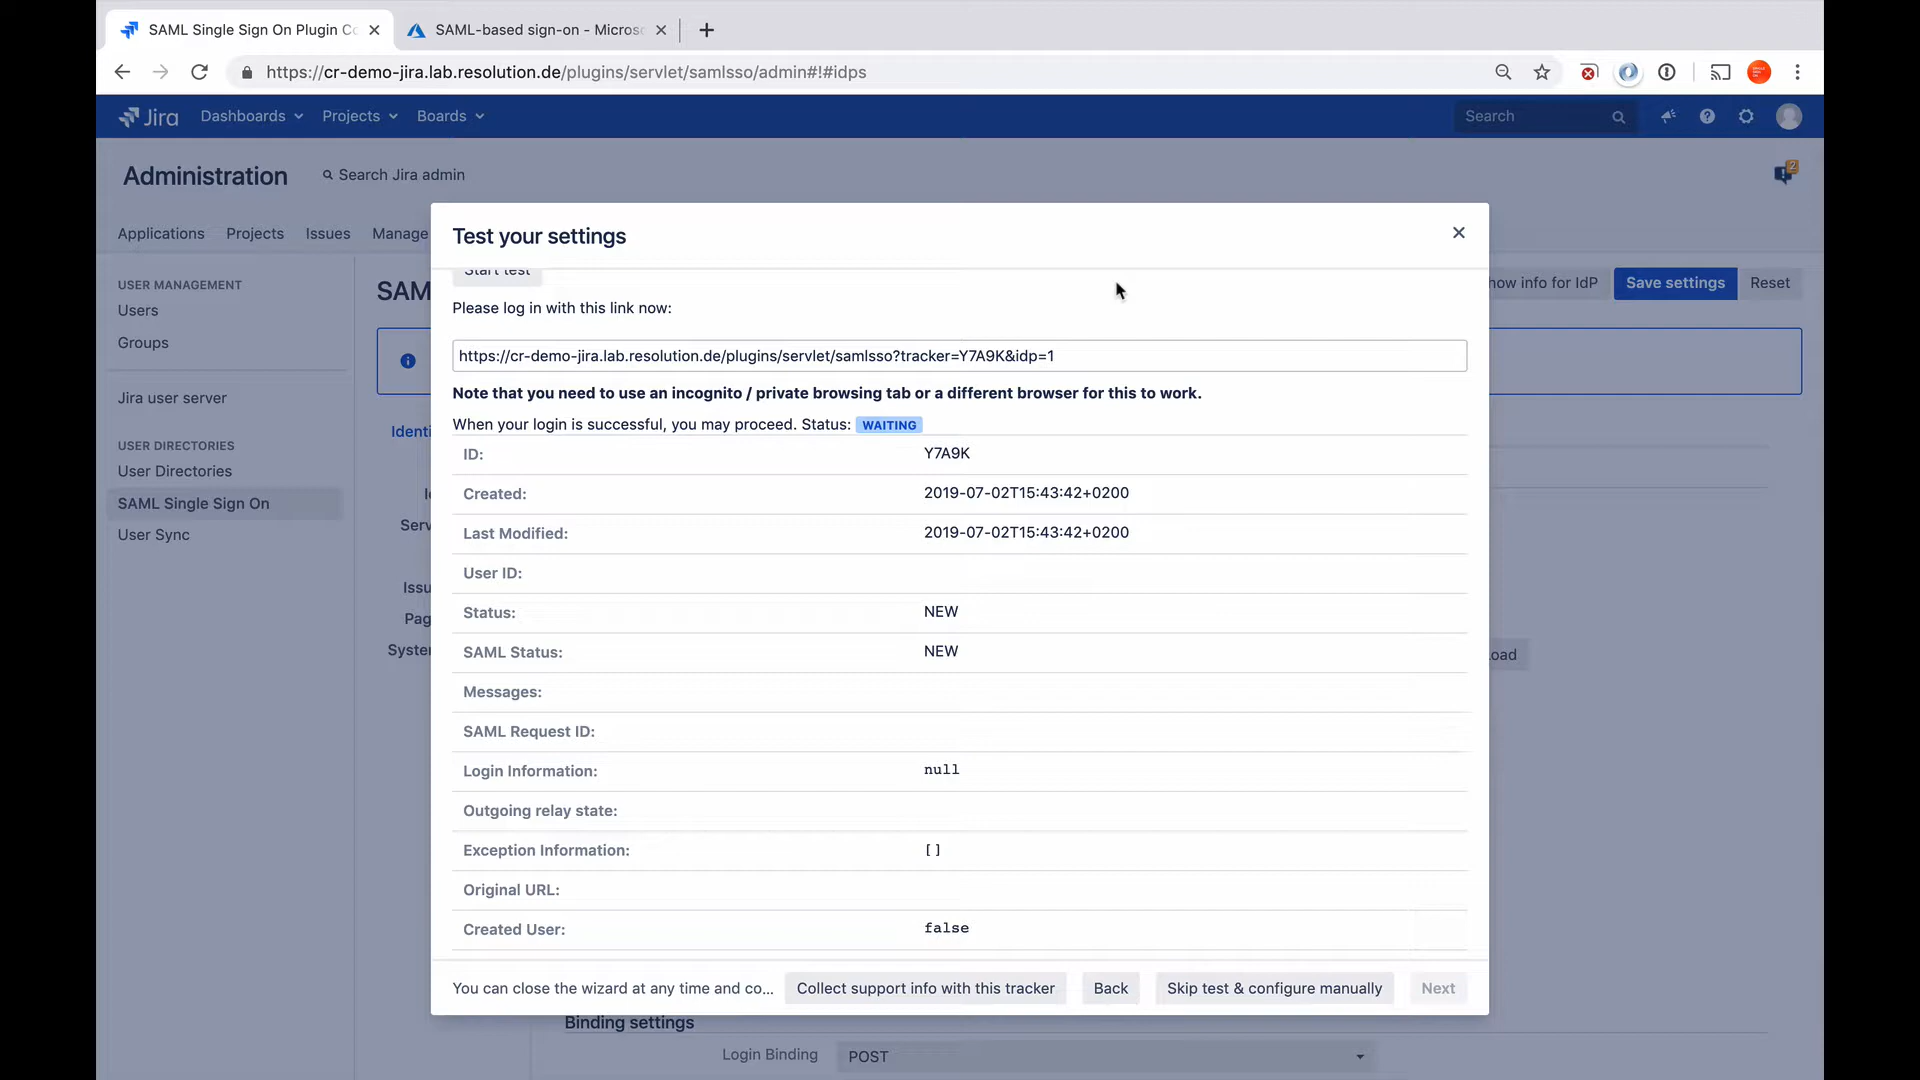 SAML Single Sign On Plugin Co
SAML-based sign-on - Micros
https://cr-demo-jira.lab.resolution.de/plugins/servlet/samlsso/admin#!#idps
Jira
Dashboards
Projects
Boards
Search
Administration
Search Jira admin
2
Applications
Projects
Issues
Manage
USER MANAGEMENT
Users
Groups
Jira user server
USER DIRECTORIES
User Directories
SAML Single Sign On
User Sync
SAM
how info for IdP
Save settings
Reset
Identi
Serv
Issu
Pag
Syster
oad
Test your settings
Start test
Please log in with this link now:
https://cr-demo-jira.lab.resolution.de/plugins/servlet/samlsso?tracker=Y7A9K&idp=1
Note that you need to use an incognito / private browsing tab or a different browser for this to work.
When your login is successful, you may proceed. Status: WAITING
ID: Y7A9K
Created: 2019-07-02T15:43:42+0200
Last Modified: 2019-07-02T15:43:42+0200
User ID:
Status: NEW
SAML Status: NEW
Messages:
SAML Request ID:
Login Information: null
Outgoing relay state:
Exception Information: []
Original URL:
Created User: false
You can close the wizard at any time and co...
Collect support info with this tracker
Back
Skip test & configure manually
Next
Binding settings
Login Binding
POST